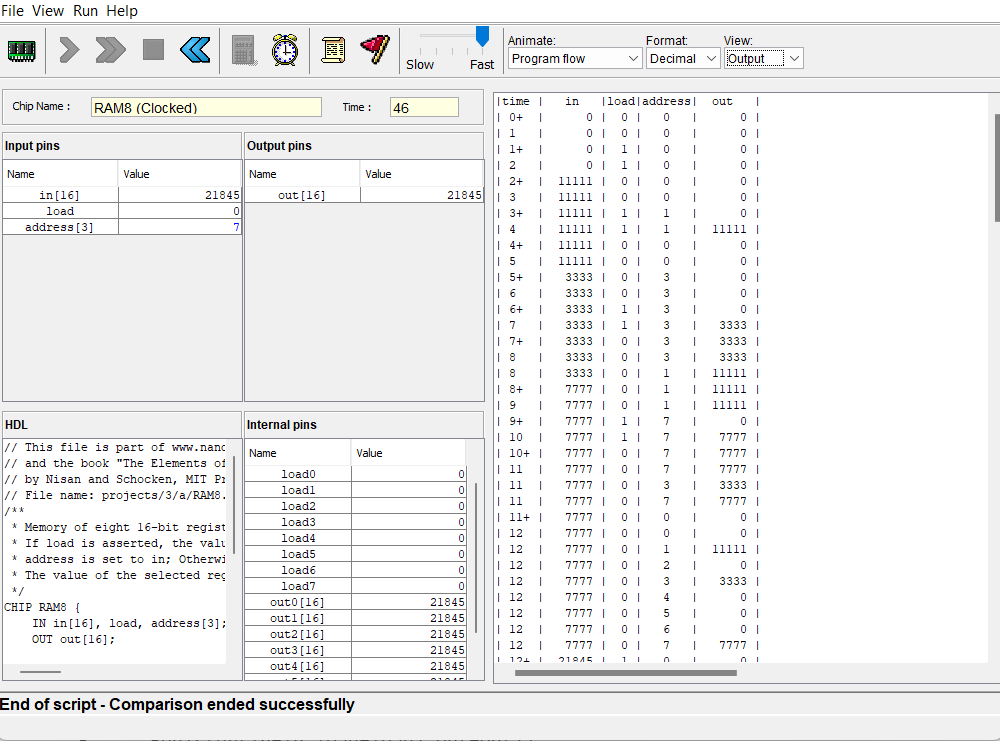 File View Run Help
Slow Fast
Animate: Format: View:
Program flow Decimal Output
Chip Name : RAM8 (Clocked) Time : 46
Input pins
Name Value
in[16] 21845
load 0
address[3] 7
Output pins
Name Value
out[16] 21845
HDL
// This file is part of www.nand
// and the book "The Elements of
// by Nisan and Schocken, MIT Pr
// File name: projects/3/a/RAM8.
/**
* Memory of eight 16-bit regist
* If load is asserted, the valu
* address is set to in; Otherwi
* The value of the selected reg
*/
CHIP RAM8 {
IN in[16], load, address[3];
OUT out[16];
Internal pins
Name Value
load0 0
load1 0
load2 0
load3 0
load4 0
load5 0
load6 0
load7 0
out0[16] 21845
out1[16] 21845
out2[16] 21845
out3[16] 21845
out4[16] 21845
|time | in |load|address| out |
| 0+ | 0 | 0 | 0 | 0 |
| 1 | 0 | 0 | 0 | 0 |
| 1+ | 0 | 1 | 0 | 0 |
| 2 | 0 | 1 | 0 | 0 |
| 2+ | 11111 | 0 | 0 | 0 |
| 3 | 11111 | 0 | 0 | 0 |
| 3+ | 11111 | 1 | 1 | 0 |
| 4 | 11111 | 1 | 1 | 11111 |
| 4+ | 11111 | 0 | 0 | 0 |
| 5 | 11111 | 0 | 0 | 0 |
| 5+ | 3333 | 0 | 3 | 0 |
| 6 | 3333 | 0 | 3 | 0 |
| 6+ | 3333 | 1 | 3 | 0 |
| 7 | 3333 | 1 | 3 | 3333 |
| 7+ | 3333 | 0 | 3 | 3333 |
| 8 | 3333 | 0 | 3 | 3333 |
| 8 | 3333 | 0 | 1 | 11111 |
| 8+ | 7777 | 0 | 1 | 11111 |
| 9 | 7777 | 0 | 1 | 11111 |
| 9+ | 7777 | 1 | 7 | 0 |
| 10 | 7777 | 1 | 7 | 7777 |
| 10+ | 7777 | 0 | 7 | 7777 |
| 11 | 7777 | 0 | 7 | 7777 |
| 11 | 7777 | 0 | 3 | 3333 |
| 11 | 7777 | 0 | 7 | 7777 |
| 11+ | 7777 | 0 | 0 | 0 |
| 12 | 7777 | 0 | 0 | 0 |
| 12 | 7777 | 0 | 1 | 11111 |
| 12 | 7777 | 0 | 2 | 0 |
| 12 | 7777 | 0 | 3 | 3333 |
| 12 | 7777 | 0 | 4 | 0 |
| 12 | 7777 | 0 | 5 | 0 |
| 12 | 7777 | 0 | 6 | 0 |
| 12 | 7777 | 0 | 7 | 7777 |
| 12+ | 21845 | 1 | 0 | 0 |
End of script - Comparison ended successfully